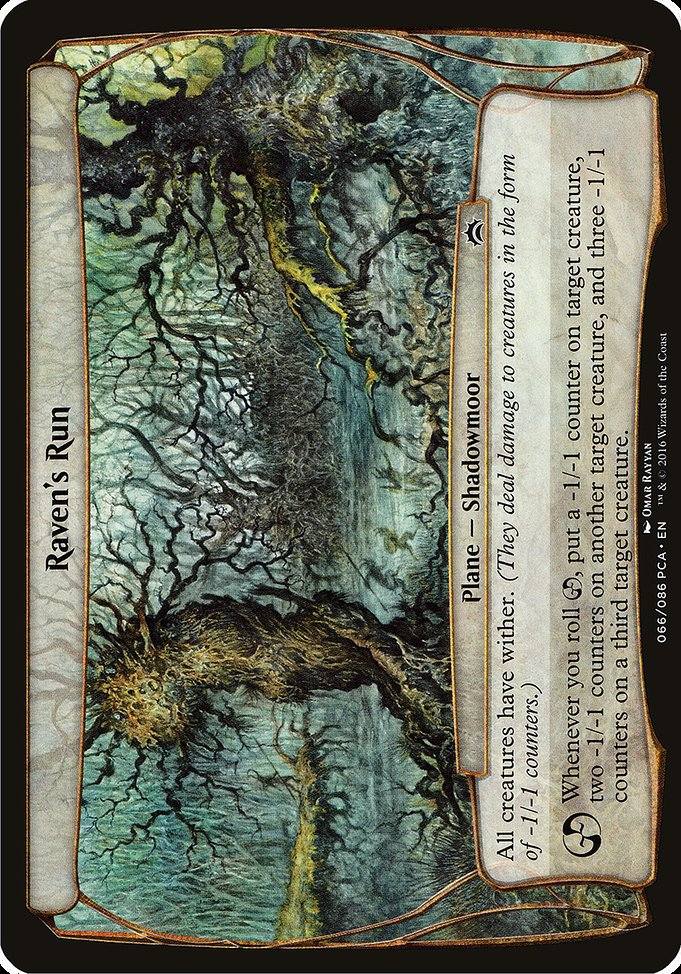 Raven's Run
Plane — Shadowmoor
All creatures have wither. (They deal damage to creatures in the form
of -1/-1 counters.)
Whenever you roll , put a -1/-1 counter on target creature,
two -1/-1 counters on another target creature, and three -1/-1
counters on a third target creature.
Omar Rayyan
066/086 PCA • EN ™ & © 2016 Wizards of the Coast